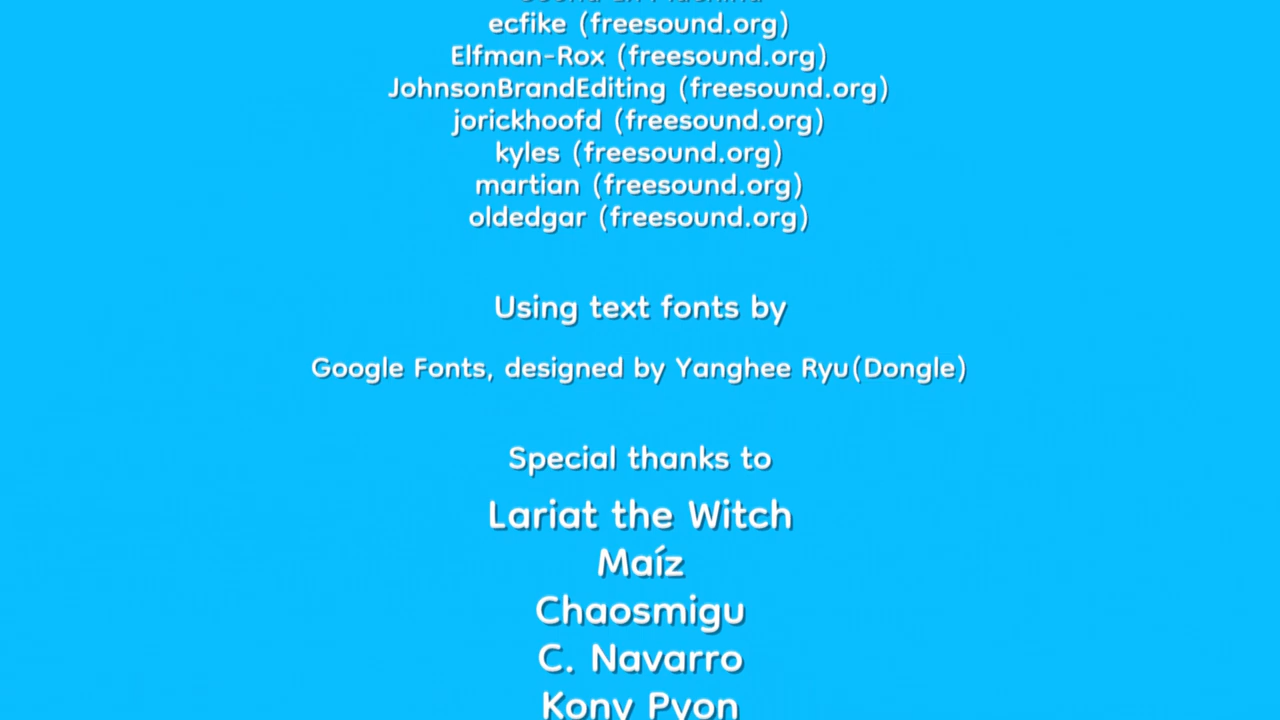 ecfike (freesound.org)
Elfman-Rox (freesound.org)
JohnsonBrandEditing (freesound.org)
jorickhoofd (freesound.org)
kyles (freesound.org)
martian (freesound.org)
oldedgar (freesound.org)
Using text fonts by
Google Fonts, designed by Yanghee Ryu(Dongle)
Special thanks to
Lariat the Witch
Maíz
Chaosmigu
C. Navarro
Kony Pyon